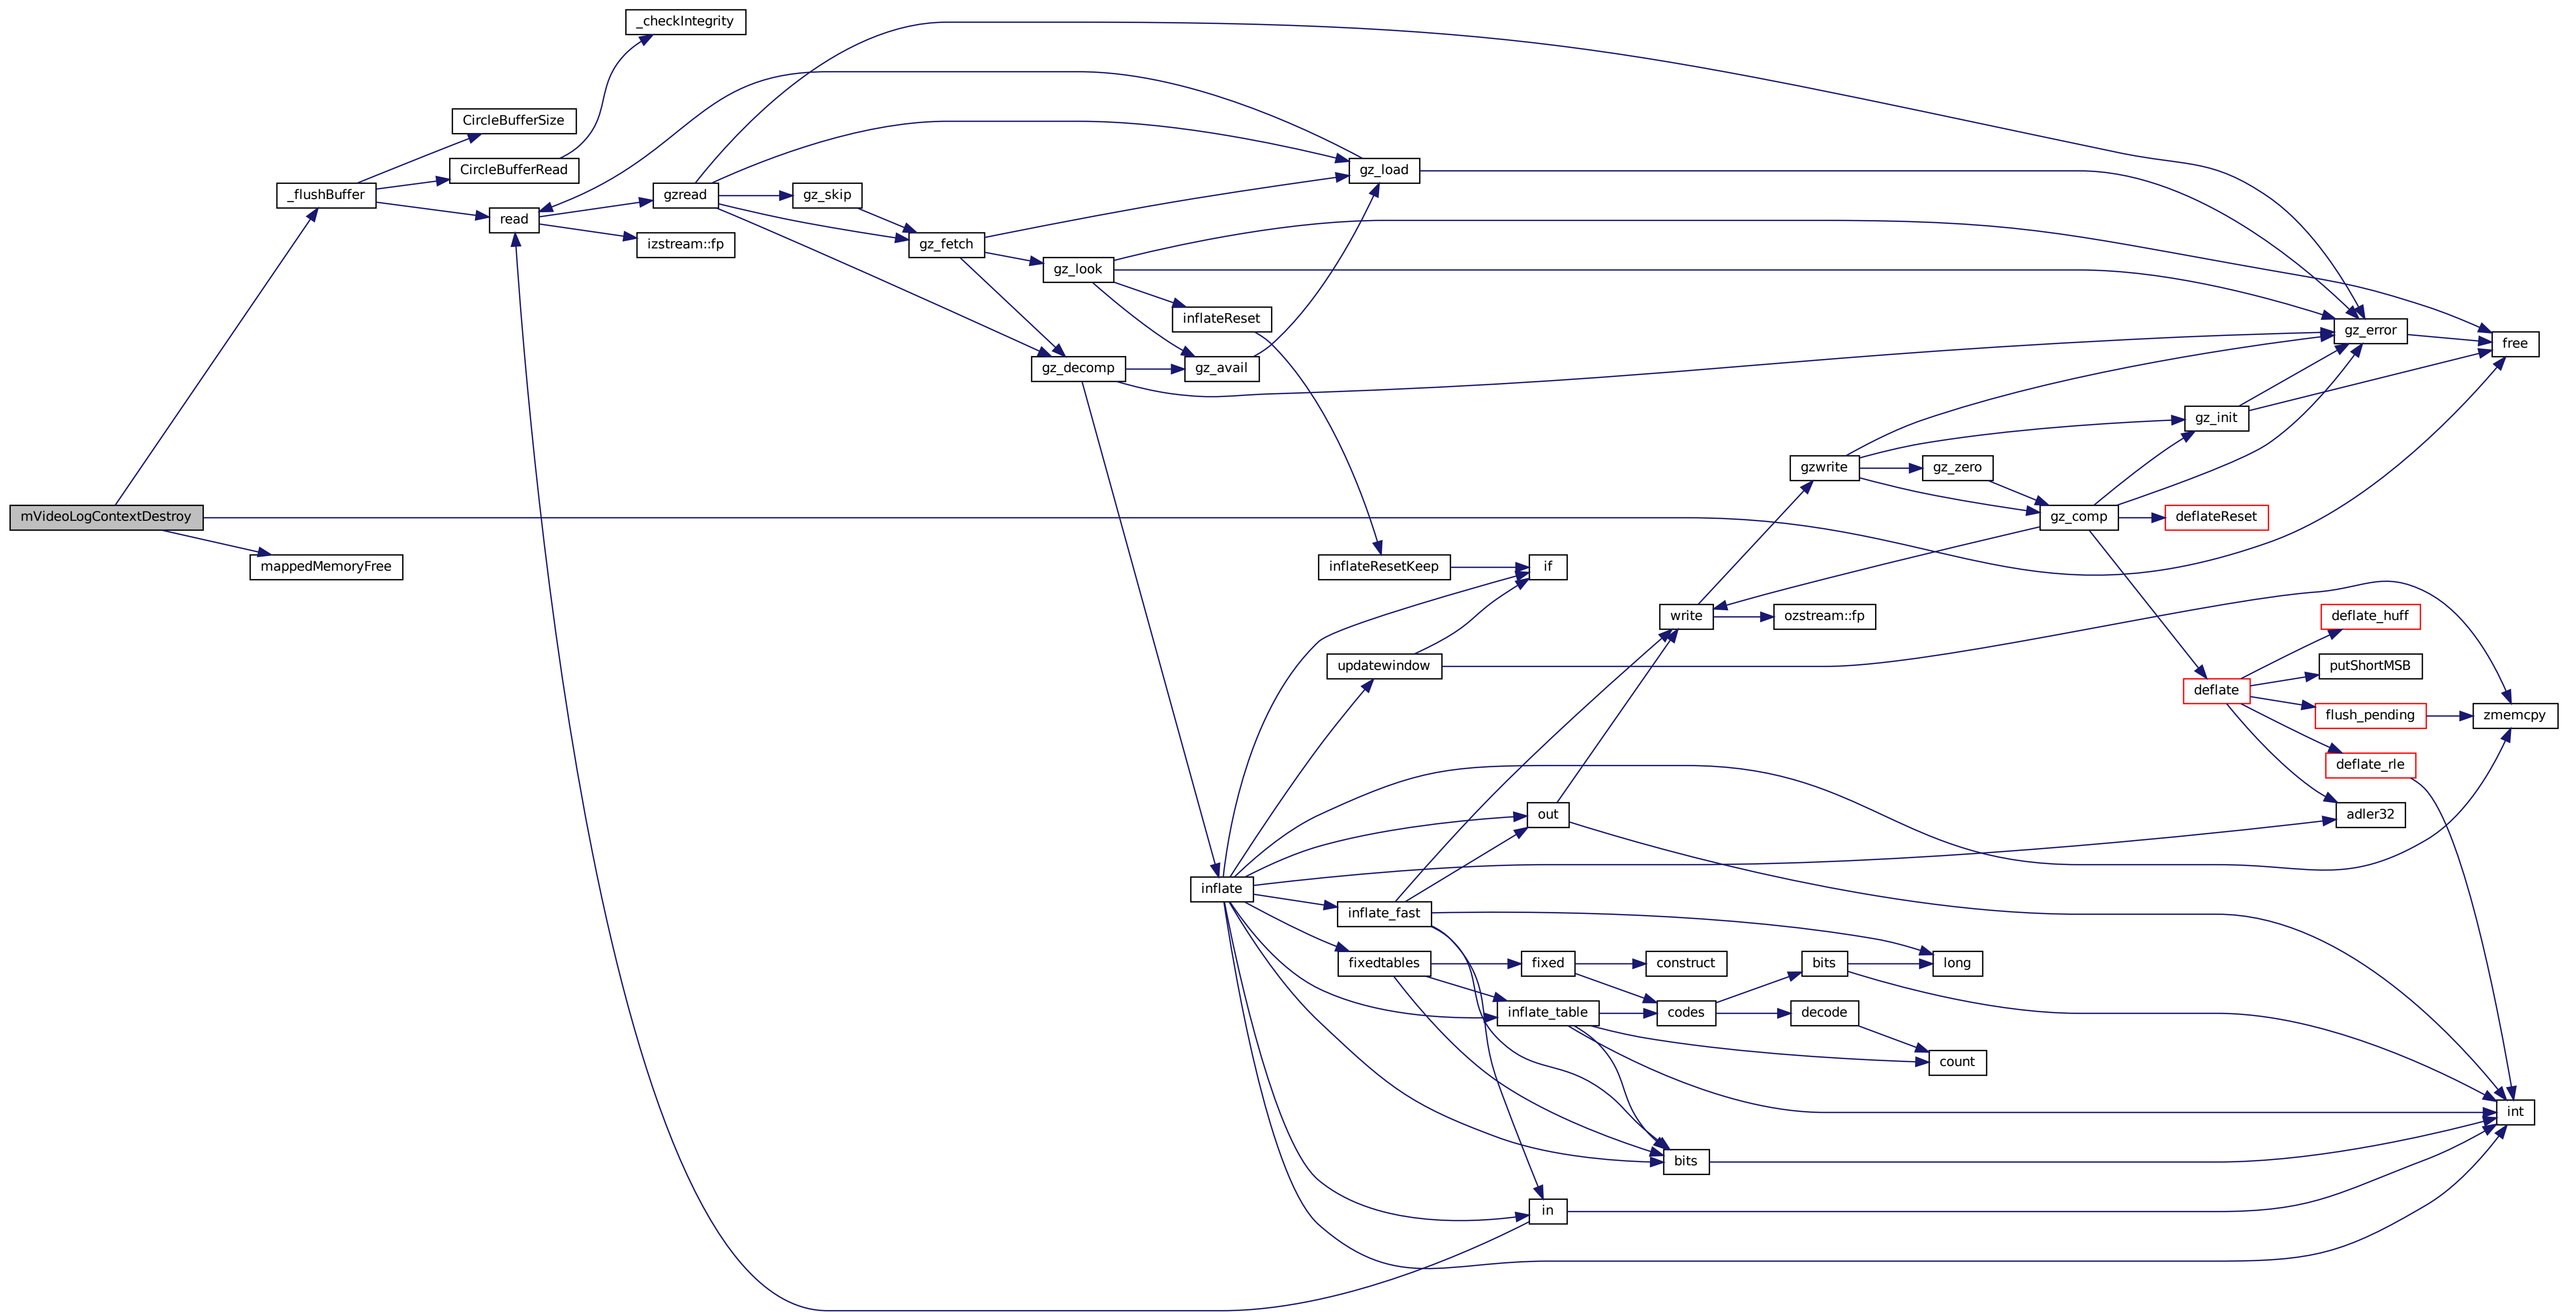 _checkIntegrity
CircleBufferSize
CircleBufferRead
_flushBuffer
read
gzread
gz_skip
izstream::fp
gz_fetch
gz_look
gz_load
inflateReset
gz_decomp
gz_avail
gz_error
free
gz_init
gzwrite
gz_zero
mVideoLogContextDestroy
gz_comp
deflateReset
mappedMemoryFree
inflateResetKeep
if
write
ozstream::fp
deflate_huff
updatewindow
putShortMSB
deflate
flush_pending
zmemcpy
deflate_rle
out
adler32
inflate
inflate_fast
fixedtables
fixed
construct
bits
long
inflate_table
codes
decode
count
int
bits
in